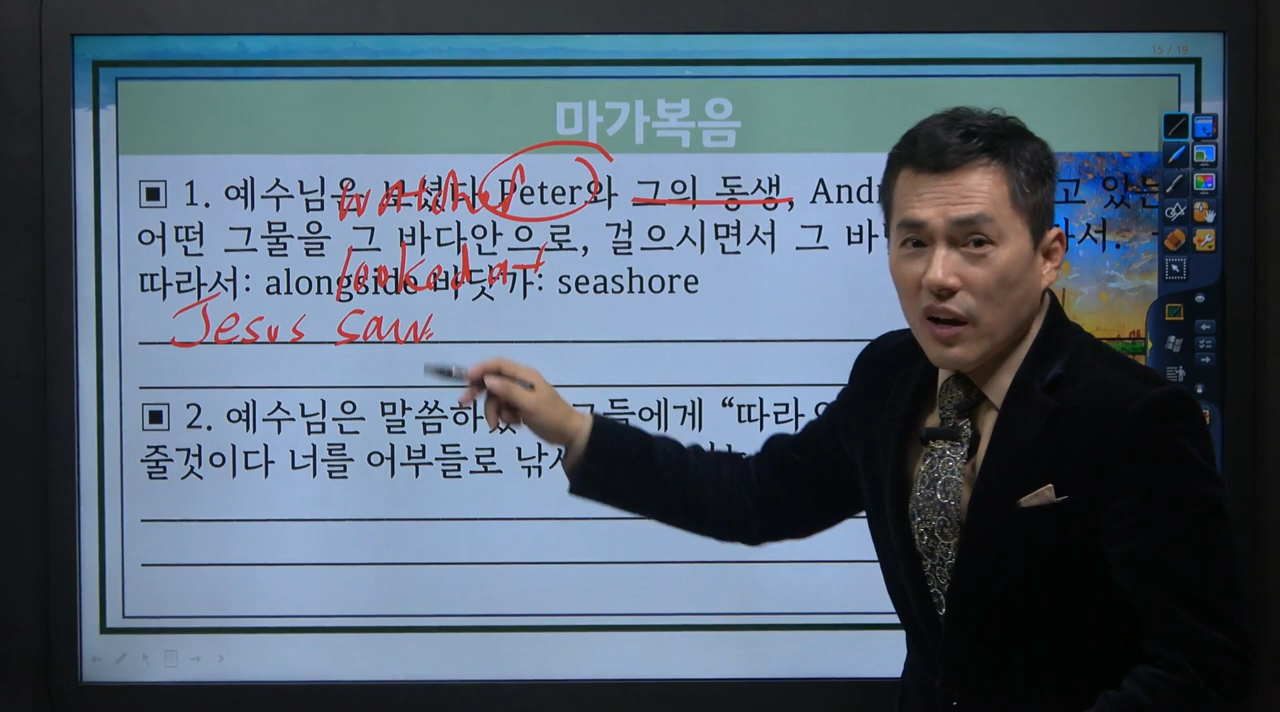 15 / 19
마가복음
▣ 1. 예수님은 보셨다 Peter와 그의 동생, Andr 고 있는
watched
어떤 그물을 그 바다안으로, 걸으시면서 그 바
looked at
따라서: alongside 바닷가: seashore
Jesus saw
▣ 2. 예수님은 말씀하 그들에게 “따라
줄것이다 너를 어부들로